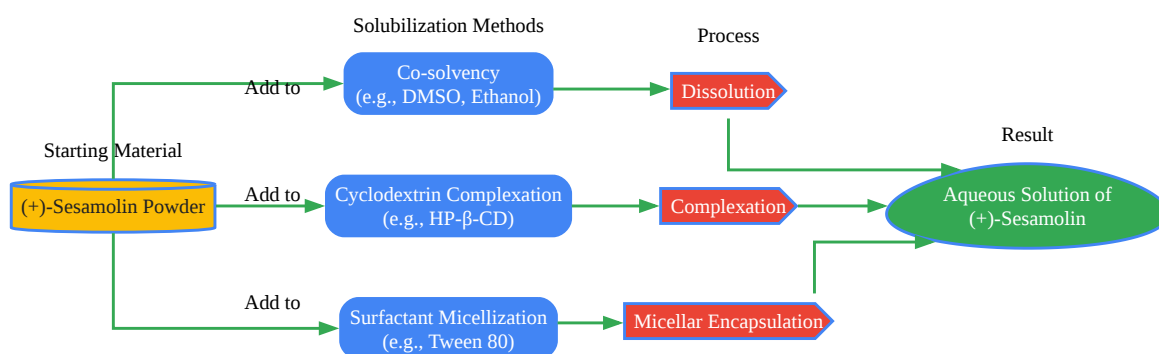 Solubilization Methods
Process
Co-solvency
(e.g., DMSO, Ethanol)
Add to
Dissolution
Result
Starting Material
(+)-Sesamolin Powder
Add to
Cyclodextrin Complexation
(e.g., HP-β-CD)
Complexation
Aqueous Solution of
(+)-Sesamolin
Add to
Surfactant Micellization
(e.g., Tween 80)
Micellar Encapsulation